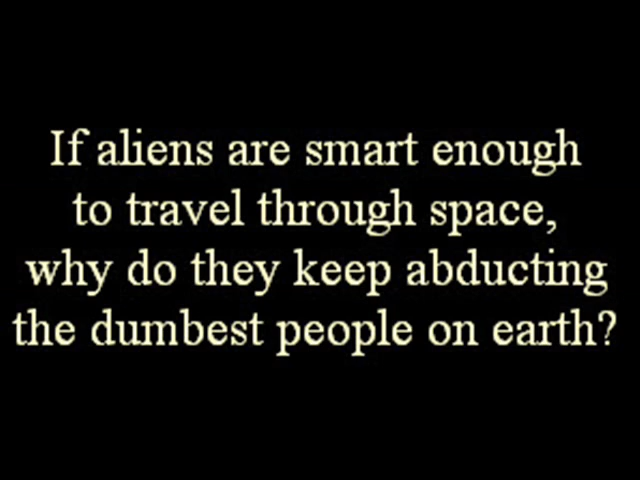 If aliens are smart enough
to travel through space,
why do they keep abducting
the dumbest people on earth?